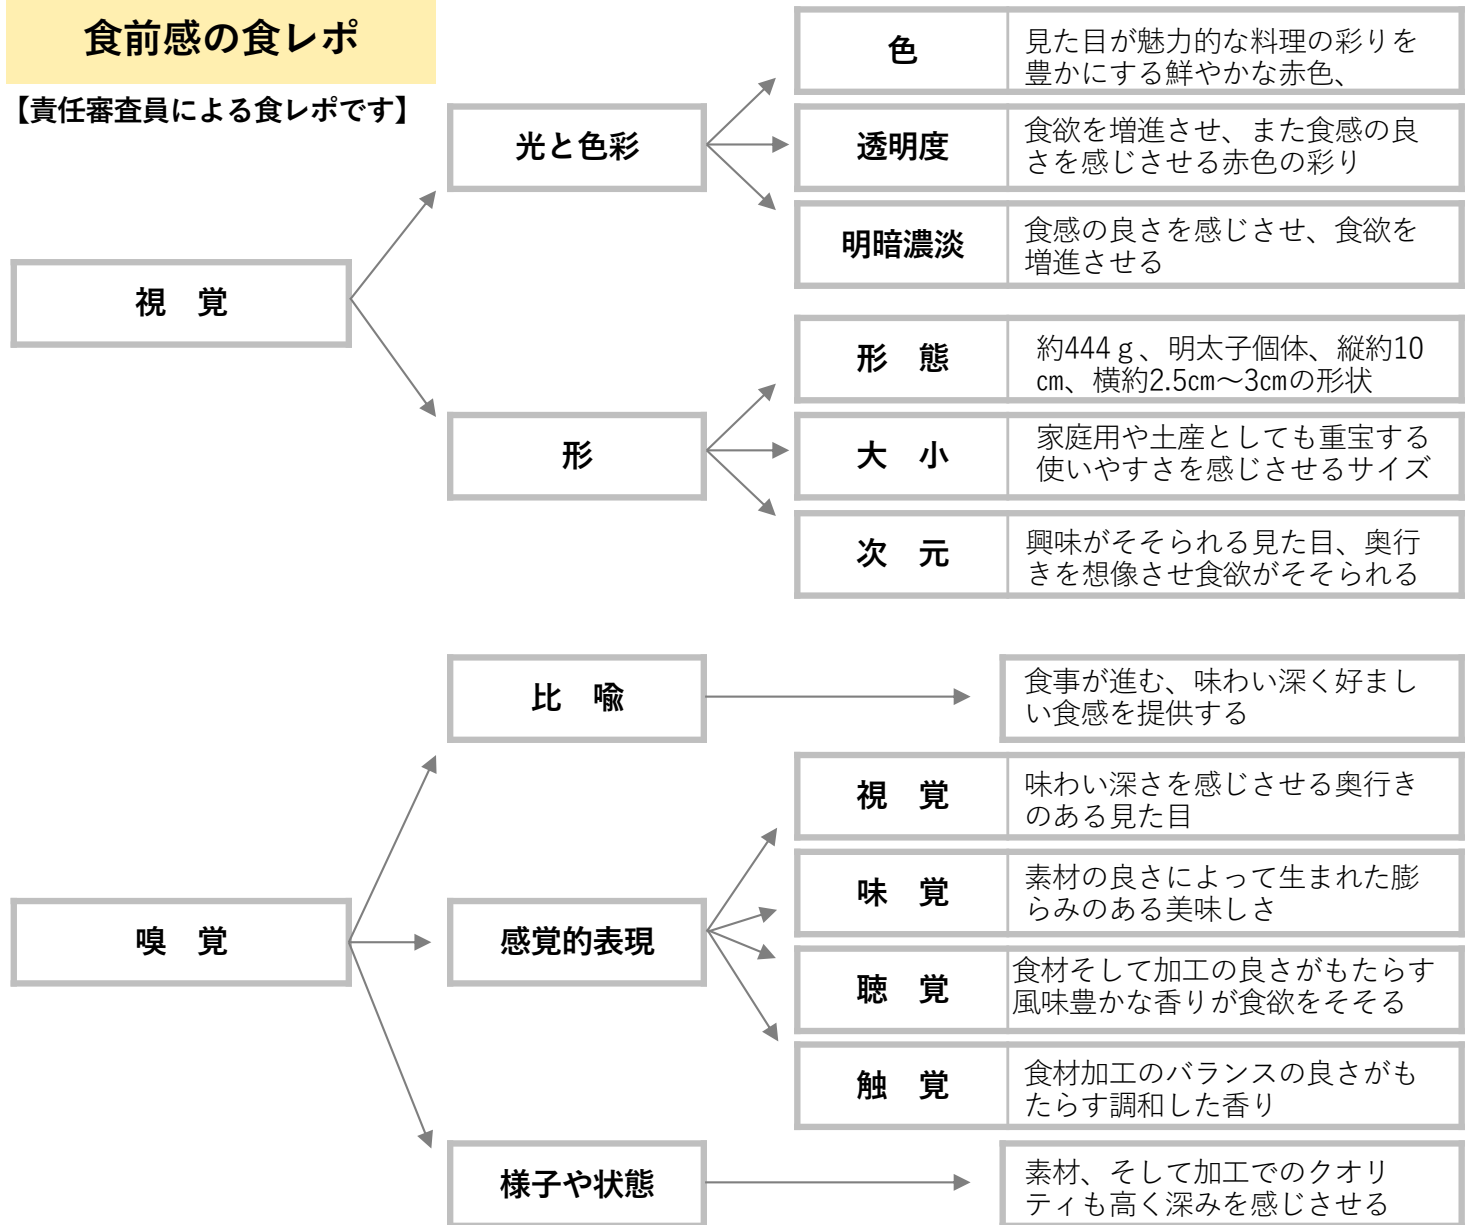 食前感の食レポ
【責任審査員による食レポです】
視　覚
光と色彩
色
見た目が魅力的な料理の彩りを
豊かにする鮮やかな赤色、
透明度
食欲を増進させ、また食感の良
さを感じさせる赤色の彩り
明暗濃淡
食感の良さを感じさせ、食欲を
増進させる
形
形　態
約444ｇ、明太子個体、縦約10
㎝、横約2.5㎝～3㎝の形状
大　小
家庭用や土産としても重宝する
使いやすさを感じさせるサイズ
次　元
興味がそそられる見た目、奥行
きを想像させ食欲がそそられる
嗅　覚
比　喩
食事が進む、味わい深く好まし
い食感を提供する
感覚的表現
視　覚
味わい深さを感じさせる奥行き
のある見た目
味　覚
素材の良さによって生まれた膨
らみのある美味しさ
聴　覚
食材そして加工の良さがもたらす
風味豊かな香りが食欲をそそる
触　覚
食材加工のバランスの良さがも
たらす調和した香り
様子や状態
素材、そして加工でのクオリ
ティも高く深みを感じさせる